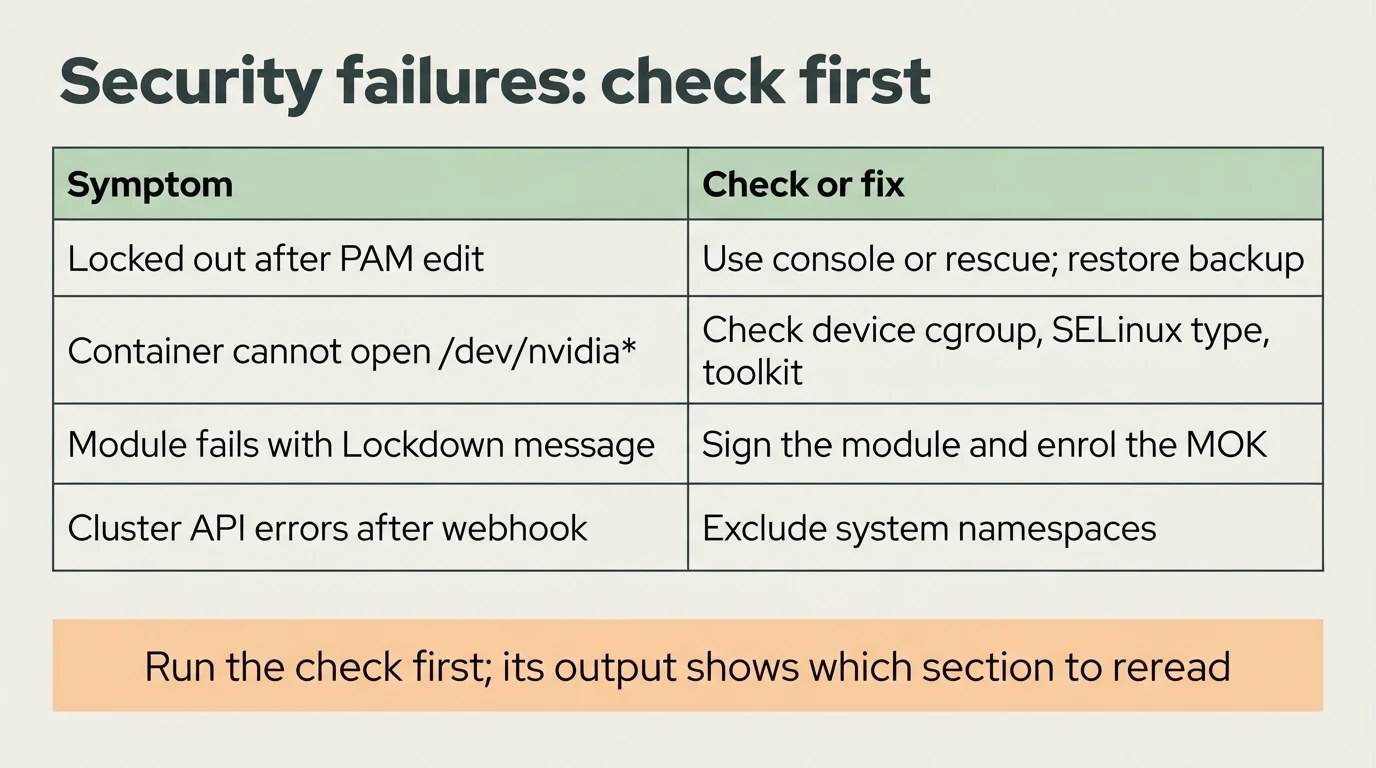 Security failures: check first
Symptom
Check or fix
Locked out after PAM edit
Use console or rescue; restore backup
Container cannot open /dev/nvidia*
Check device cgroup, SELinux type,
toolkit
Module fails with Lockdown message
Sign the module and enrol the MOK
Cluster API errors after webhook
Exclude system namespaces
Run the check first; its output shows which section to reread